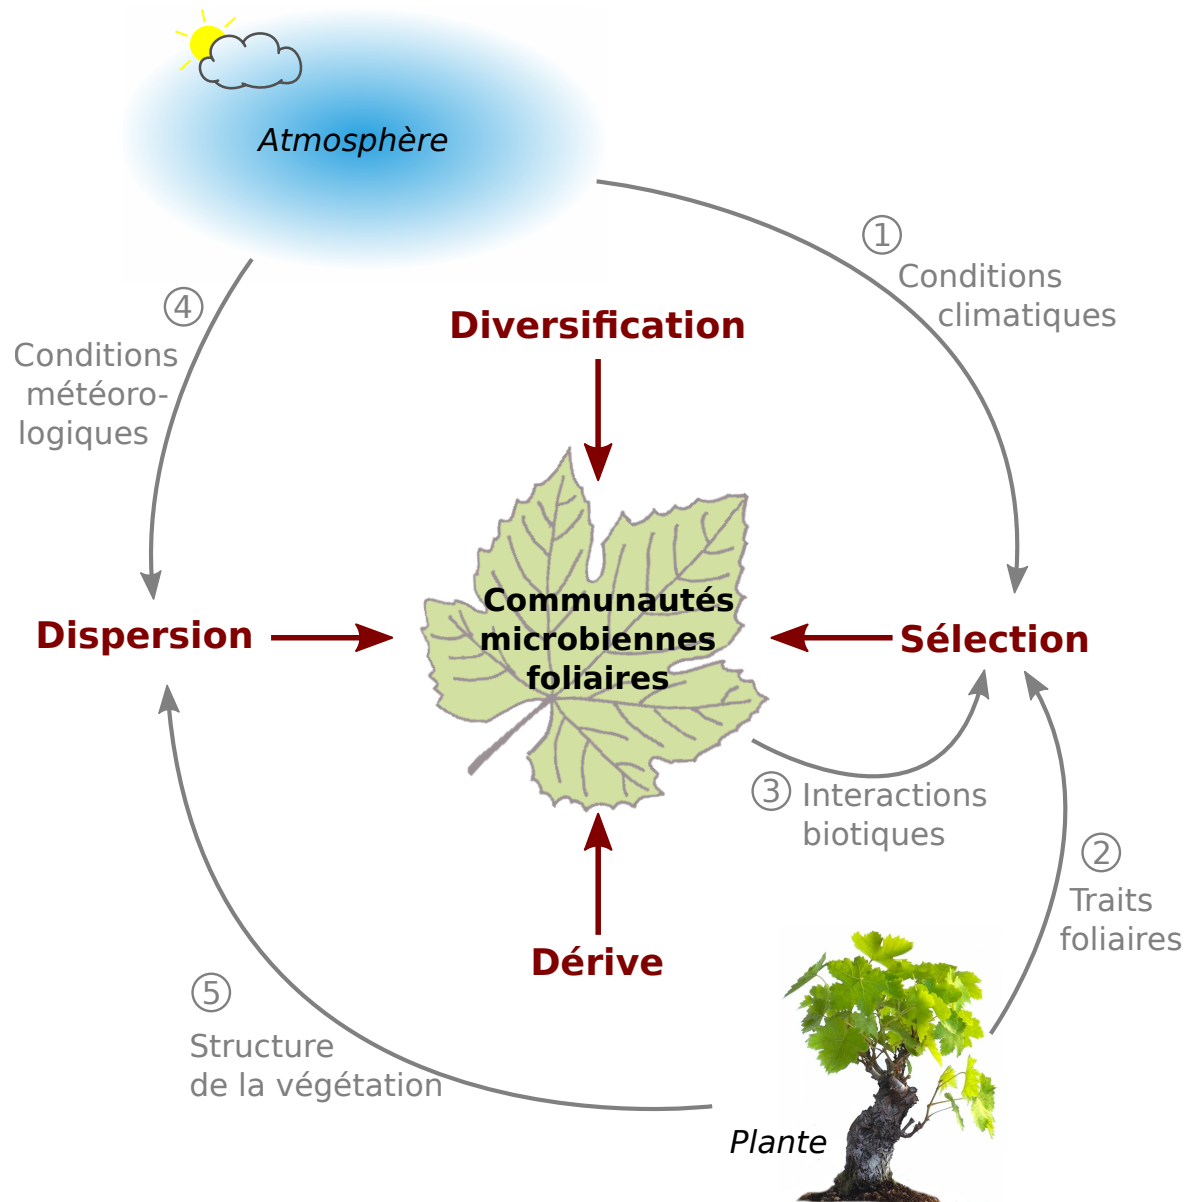 Atmosphère
①
Conditions
climatiques
④
Conditions
météoro-
logiques
Diversification
Communautés
microbiennes
foliaires
Dispersion
Sélection
③ Interactions
biotiques
②
Traits
foliaires
Dérive
⑤
Structure
de la végétation
Plante